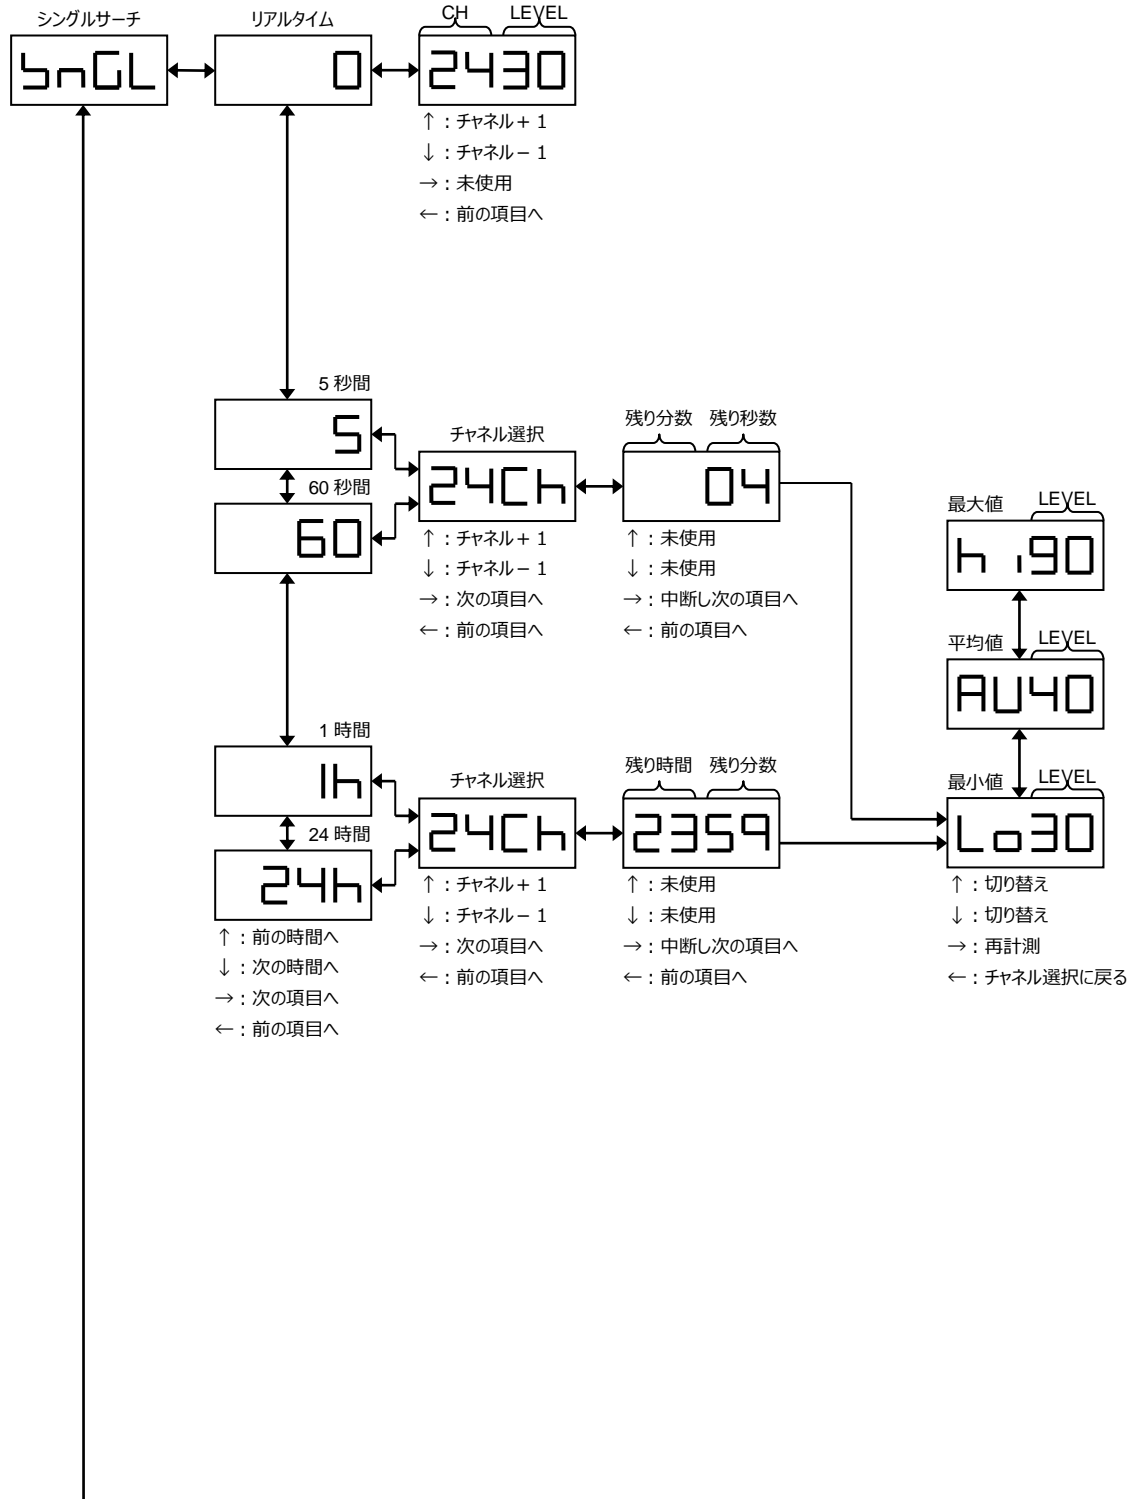 シングルサーチ
リアルタイム
CH
LEVEL
SnGL
0
2430
↑：チャネル＋1
↓：チャネル－1
→：未使用
←：前の項目へ
5 秒間
5
60 秒間
60
チャネル選択
24Ch
↑：チャネル＋1
↓：チャネル－1
→：次の項目へ
←：前の項目へ
残り分数
残り秒数
04
↑：未使用
↓：未使用
→：中断し次の項目へ
←：前の項目へ
1 時間
1h
24 時間
24h
↑：前の時間へ
↓：次の時間へ
→：次の項目へ
←：前の項目へ
チャネル選択
24Ch
↑：チャネル＋1
↓：チャネル－1
→：次の項目へ
←：前の項目へ
残り時間
残り分数
2359
↑：未使用
↓：未使用
→：中断し次の項目へ
←：前の項目へ
最大値
LEVEL
hi90
平均値
LEVEL
AU40
最小値
LEVEL
Lo30
↑：切り替え
↓：切り替え
→：再計測
←：チャネル選択に戻る